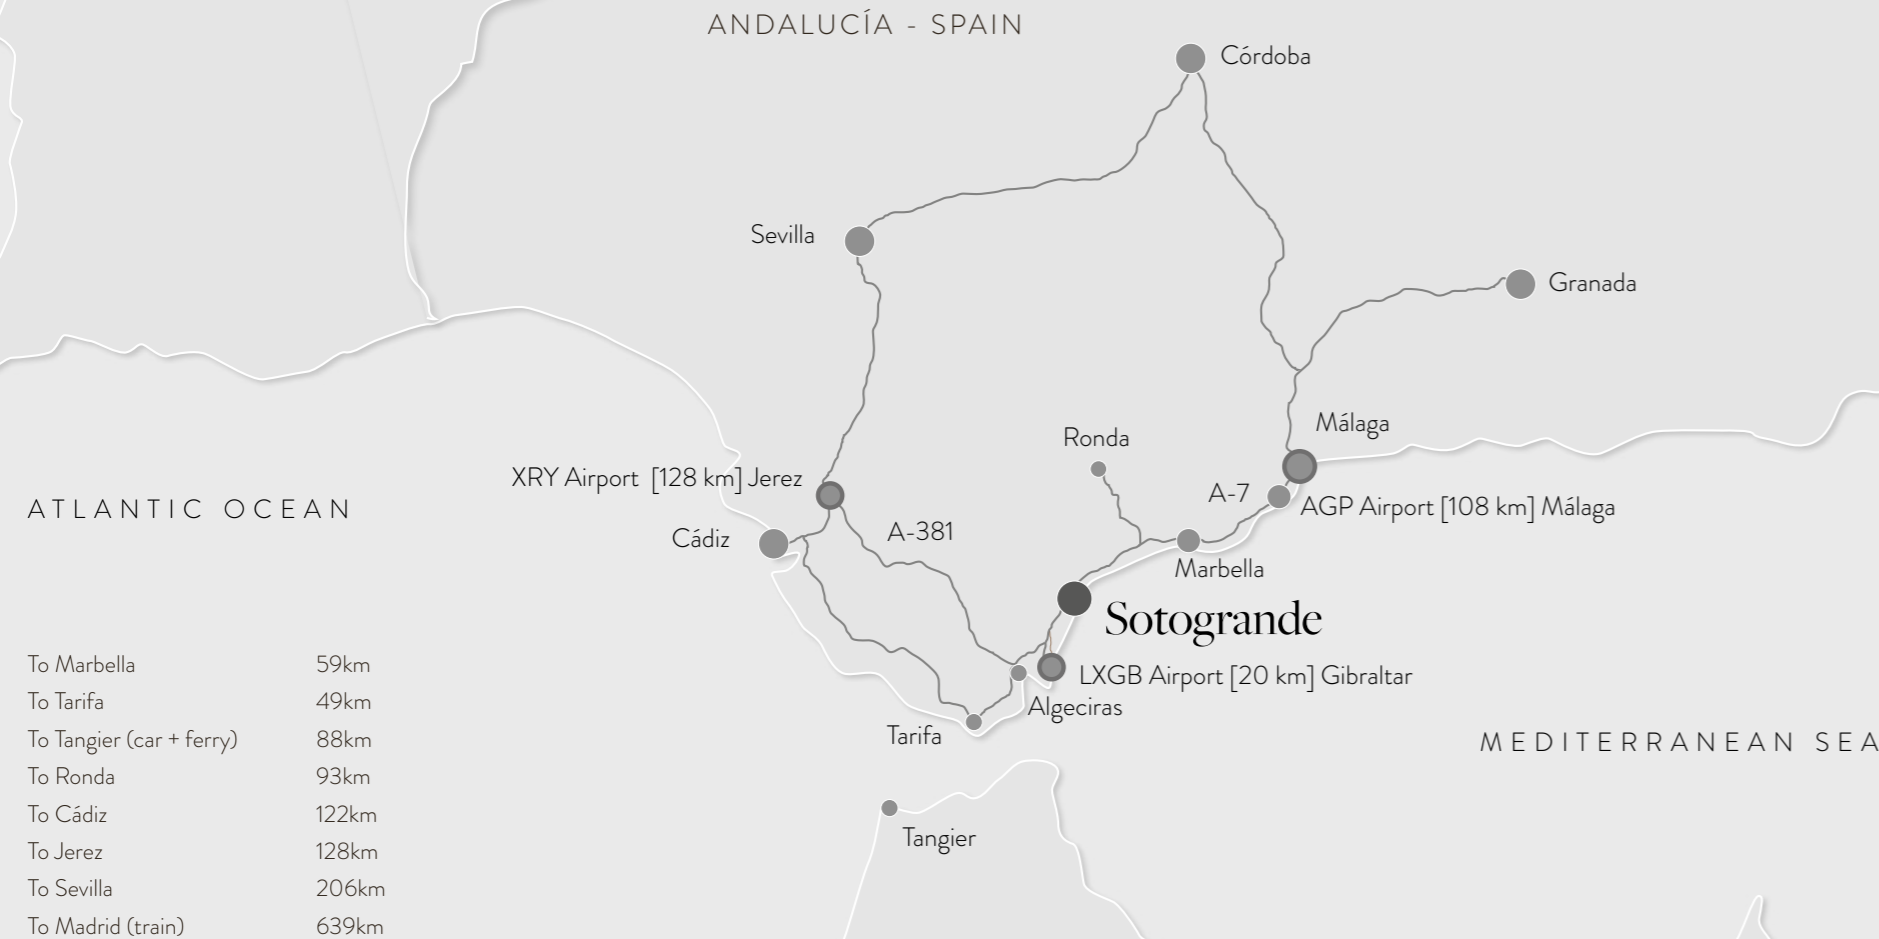 ANDALUCÍA - SPAIN
Córdoba
Sevilla
Granada
Málaga
Ronda
XRY Airport [128 km] Jerez
A-7
AGP Airport [108 km] Málaga
ATLANTIC OCEAN
Cádiz
A-381
Marbella
Sotogrande
LXGB Airport [20 km] Gibraltar
Algeciras
Tarifa
MEDITERRANEAN SEA
Tangier
To Marbella 59km
To Tarifa 49km
To Tangier (car + ferry) 88km
To Ronda 93km
To Cádiz 122km
To Jerez 128km
To Sevilla 206km
To Madrid (train) 639km